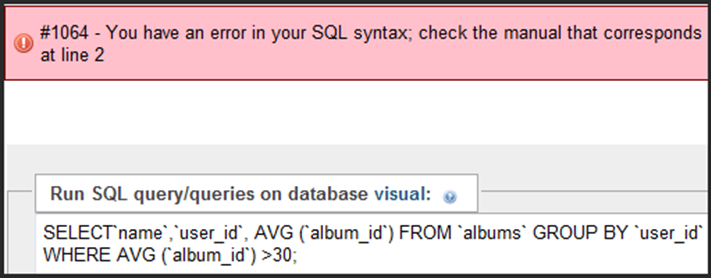 #1064 - You have an error in your SQL syntax; check the manual that corresponds
at line 2
Run SQL query/queries on database visual:
SELECT`name`,`user_id`, AVG (`album_id`) FROM `albums` GROUP BY `user_id`
WHERE AVG (`album_id`) >30;